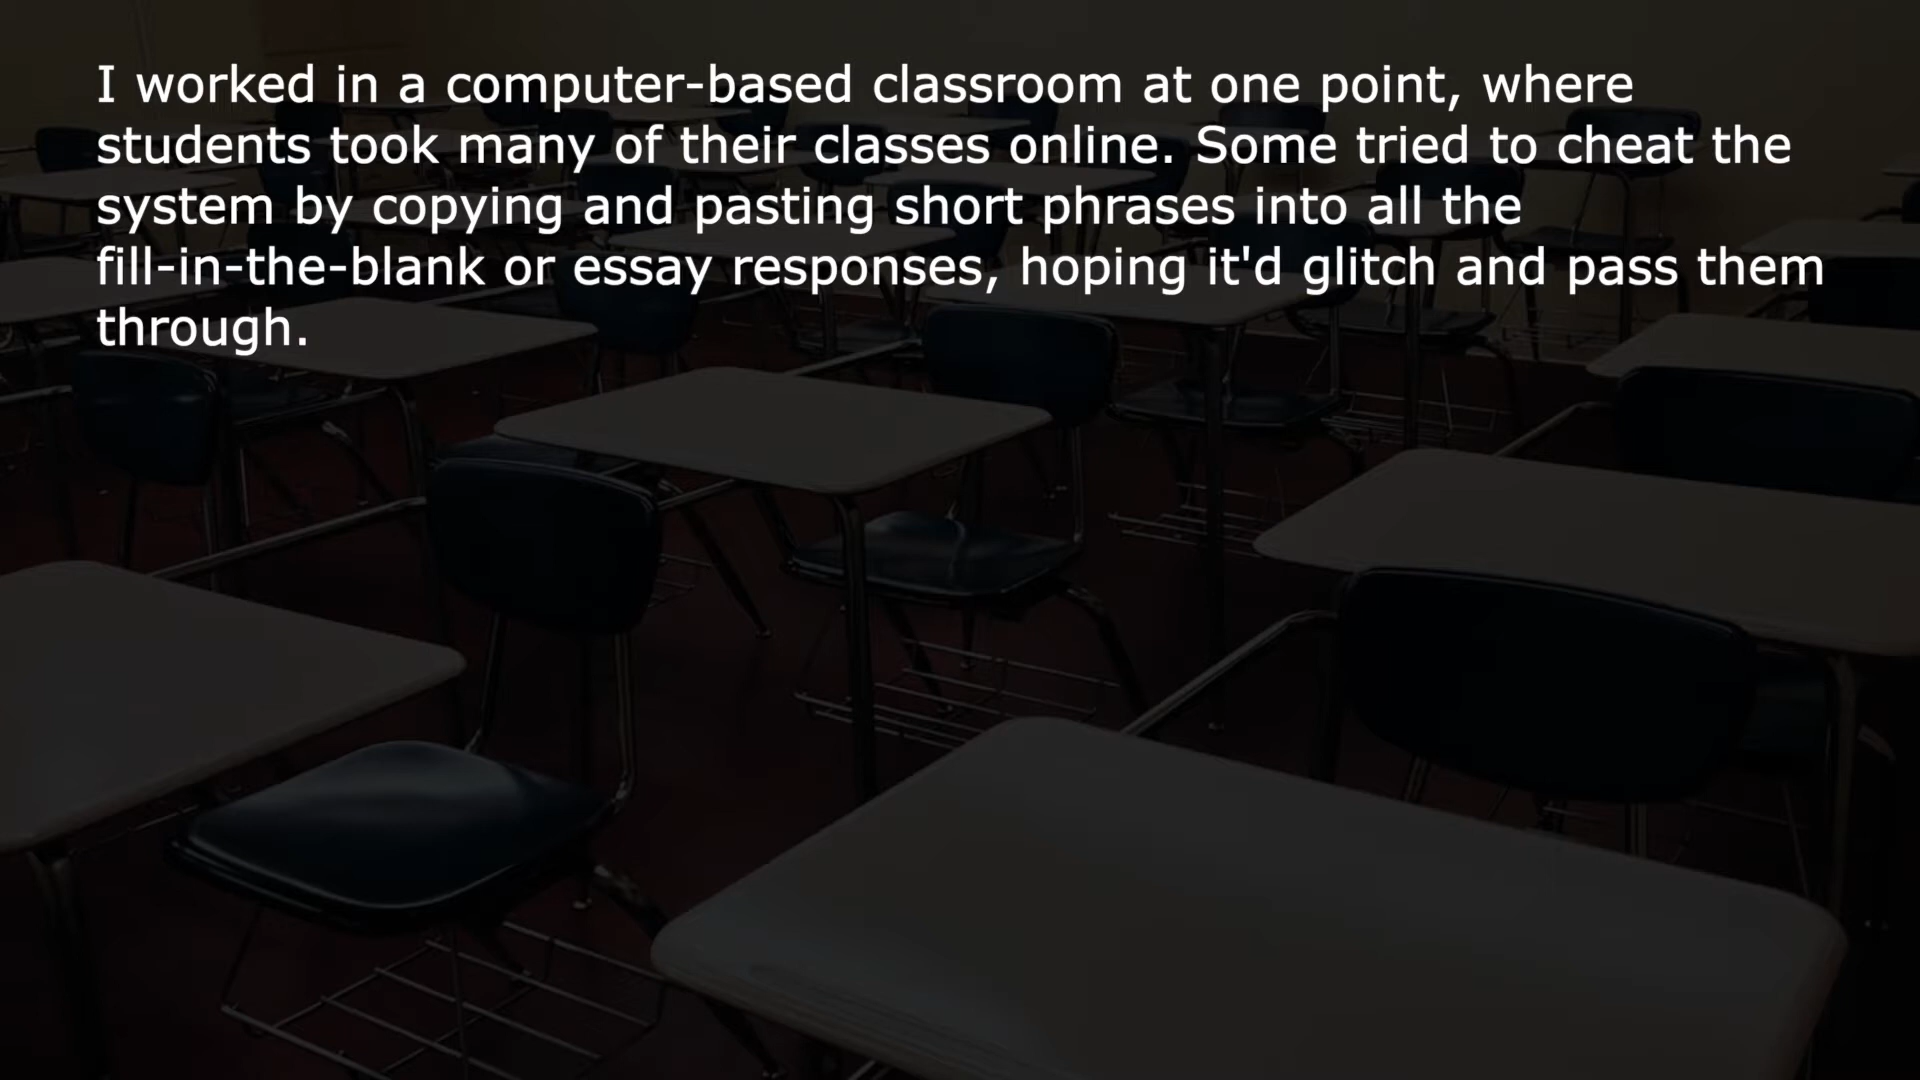 I worked in a computer-based classroom at one point, where
students took many of their classes online. Some tried to cheat the
system by copying and pasting short phrases into all the
fill-in-the-blank or essay responses, hoping it'd glitch and pass them
through.